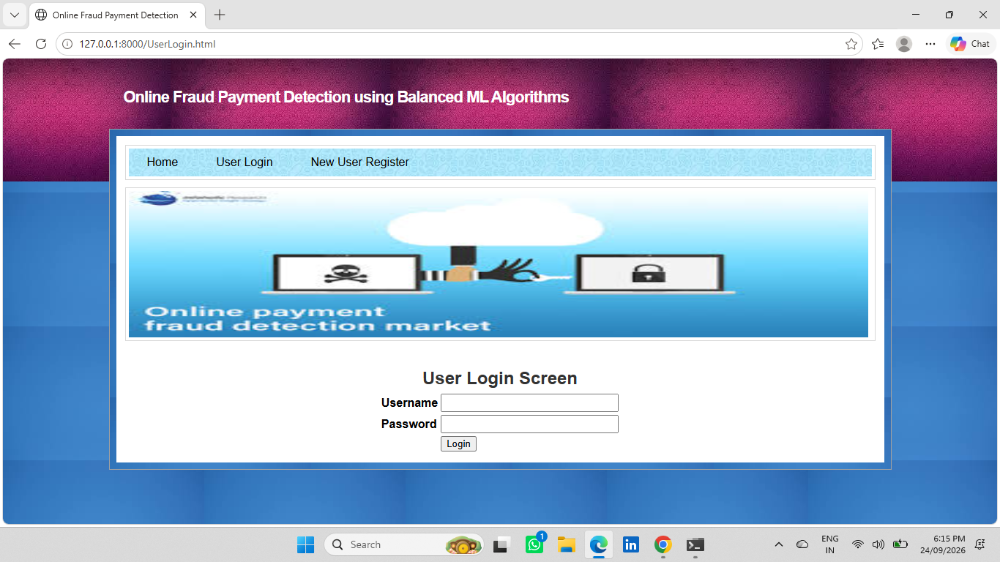 Online Fraud Payment Detection
127.0.0.1:8000/UserLogin.html
Chat
Online Fraud Payment Detection using Balanced ML Algorithms
Home User Login New User Register
Online payment
fraud detection market
User Login Screen
Username
Password
Login
Search
1
ENG
IN
6:15 PM
24/09/2026